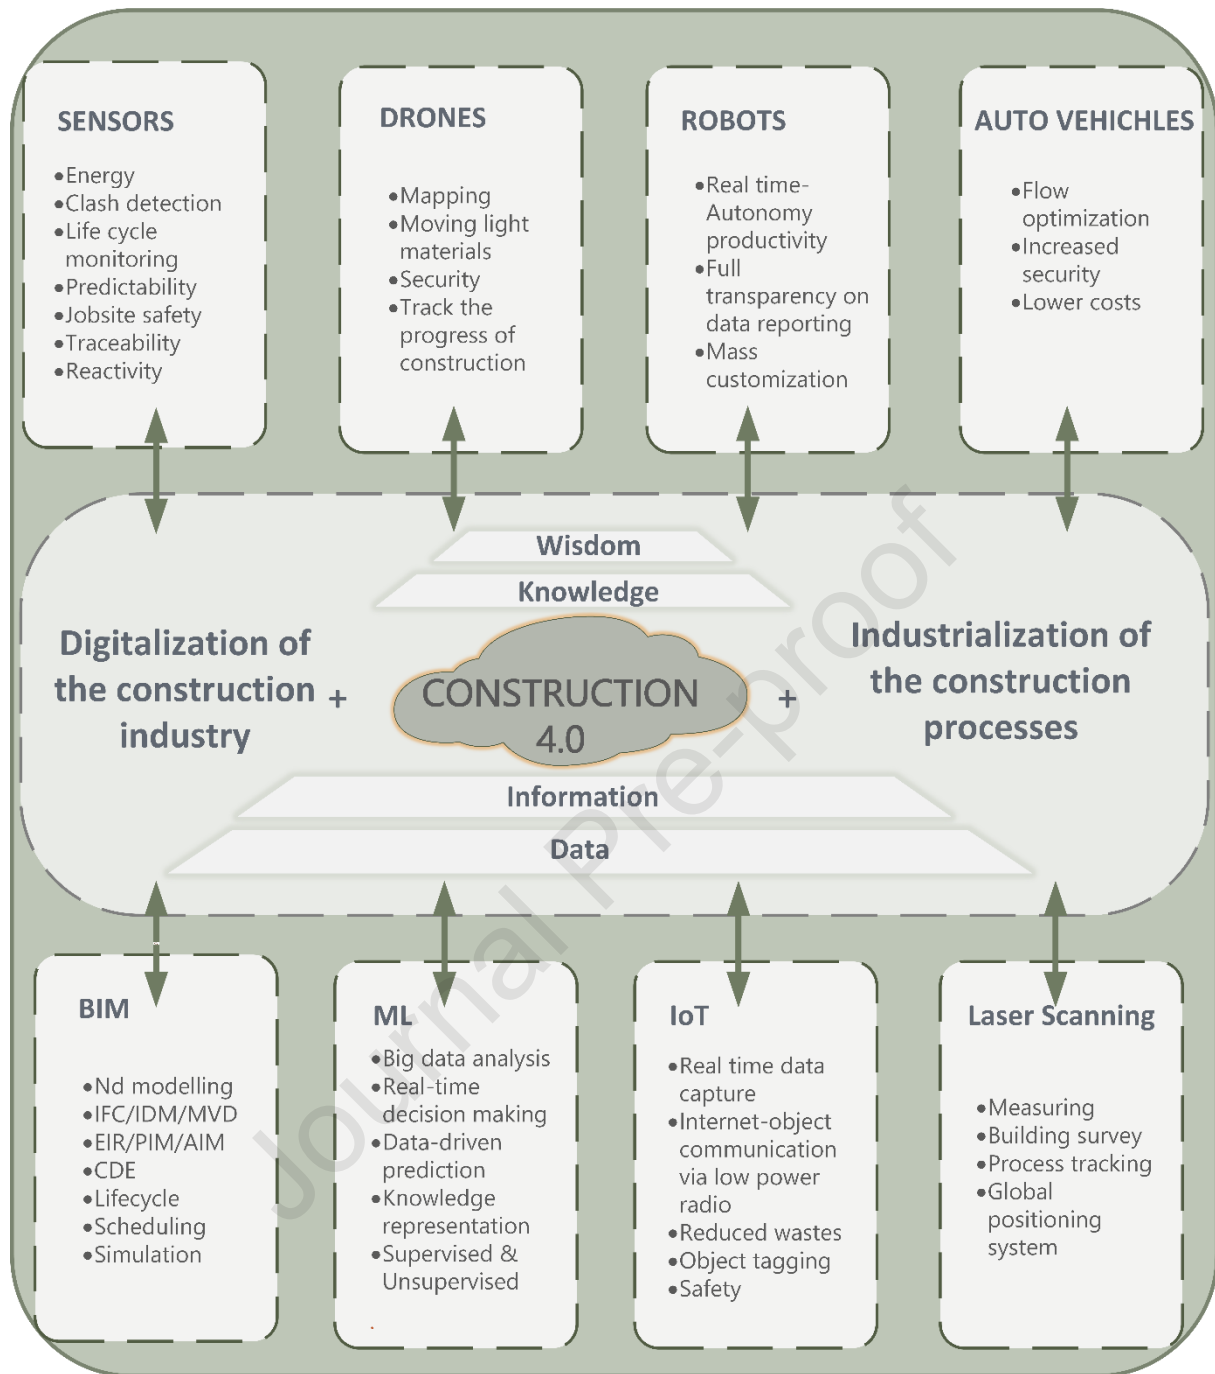 SENSORS
•Energy
•Clash detection
•Life cycle
monitoring
•Predictability
•Jobsite safety
•Traceability
•Reactivity
DRONES
•Mapping
•Moving light
materials
•Security
•Track the
progress of
construction
ROBOTS
•Real time-
Autonomy
productivity
•Full
transparency on
data reporting
•Mass
customization
AUTO VEHICHLES
•Flow
optimization
•Increased
security
•Lower costs
Wisdom
Knowledge
Digitalization of
the construction
industry
+
CONSTRUCTION
4.0
+
Industrialization of
the construction
processes
Information
Data
BIM
•Nd modelling
•IFC/IDM/MVD
•EIR/PIM/AIM
•CDE
•Lifecycle
•Scheduling
•Simulation
ML
•Big data analysis
•Real-time
decision making
•Data-driven
prediction
•Knowledge
representation
•Supervised &
Unsupervised
.
IoT
•Real time data
capture
•Internet-object
communication
via low power
radio
•Reduced wastes
•Object tagging
•Safety
Laser Scanning
•Measuring
•Building survey
•Process tracking
•Global
positioning
system
Journal Pre-proof